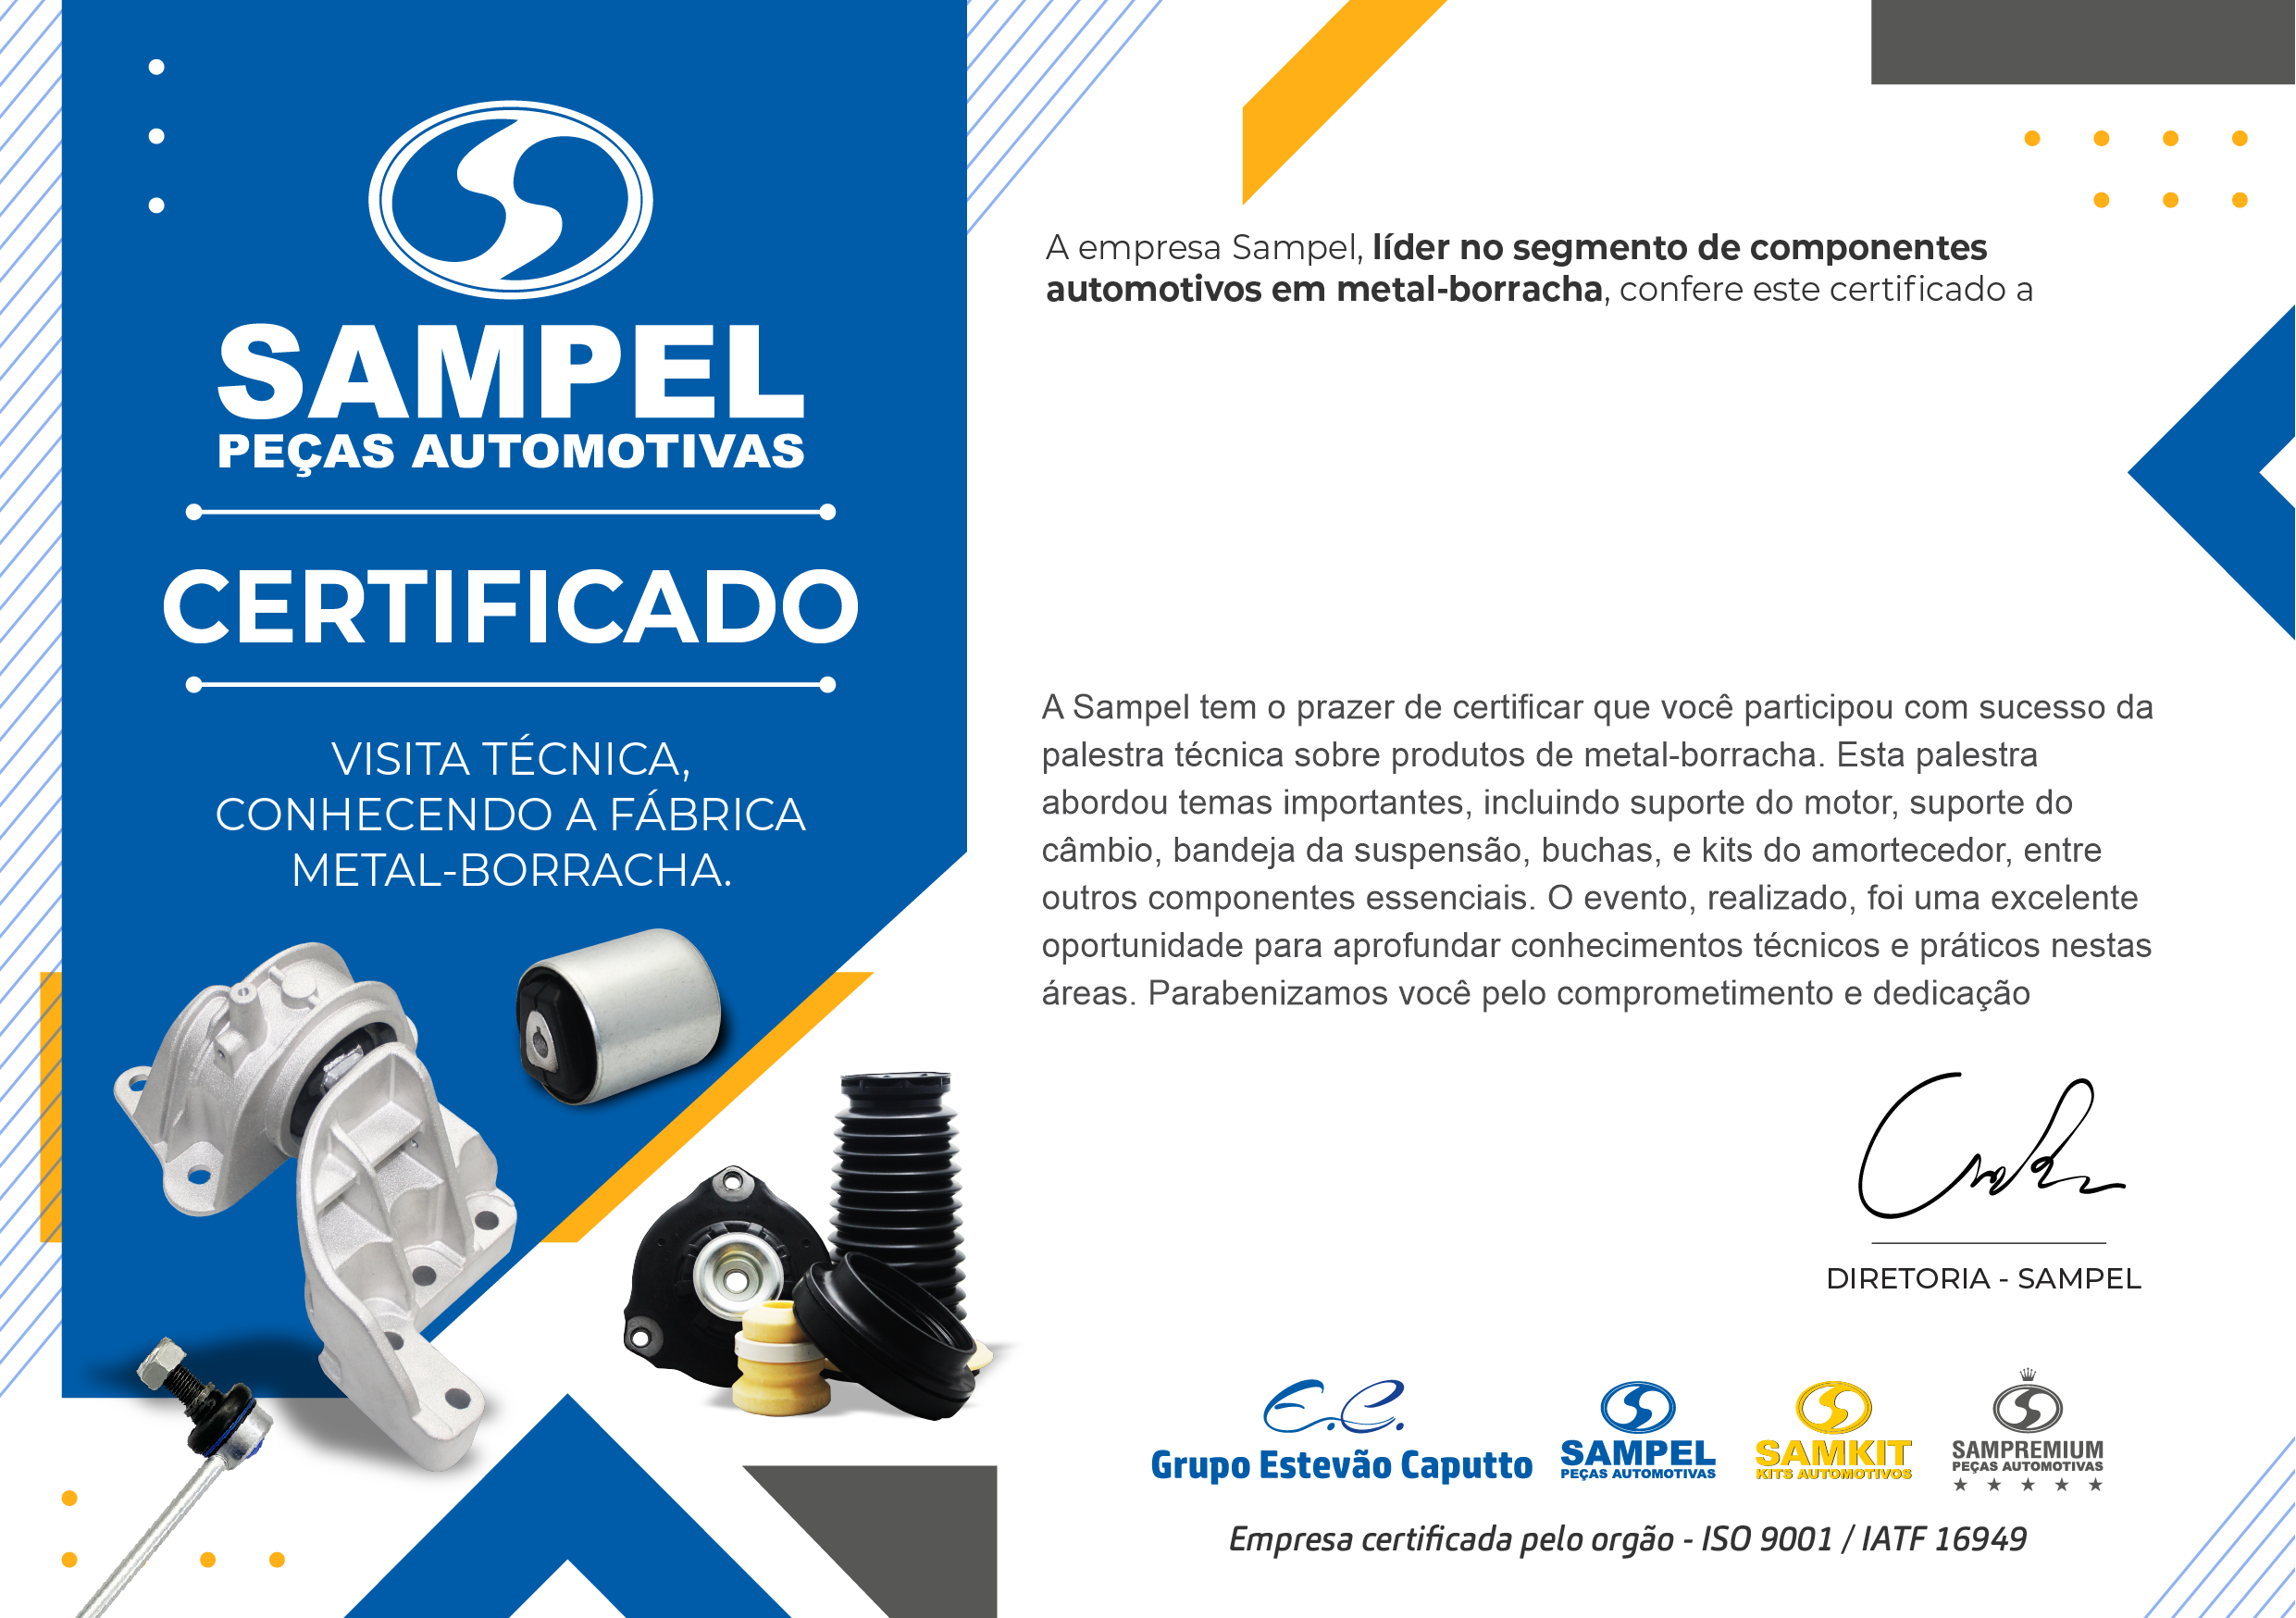 SAMPEL
PEÇAS AUTOMOTIVAS
CERTIFICADO
VISITA TÉCNICA,
CONHECENDO A FÁBRICA
METAL-BORRACHA.
A empresa Sampel, líder no segmento de componentes
automotivos em metal-borracha, confere este certificado a
A Sampel tem o prazer de certificar que você participou com sucesso da
palestra técnica sobre produtos de metal-borracha. Esta palestra
abordou temas importantes, incluindo suporte do motor, suporte do
câmbio, bandeja da suspensão, buchas, e kits do amortecedor, entre
outros componentes essenciais. O evento, realizado, foi uma excelente
oportunidade para aprofundar conhecimentos técnicos e práticos nestas
áreas. Parabenizamos você pelo comprometimento e dedicação
DIRETORIA - SAMPEL
E.C.
Grupo Estevão Caputto
SAMPEL
PEÇAS AUTOMOTIVAS
SAMKIT
KITS AUTOMOTIVOS
SAMPREMIUM
PEÇAS AUTOMOTIVAS
Empresa certificada pelo orgão - ISO 9001 / IATF 16949